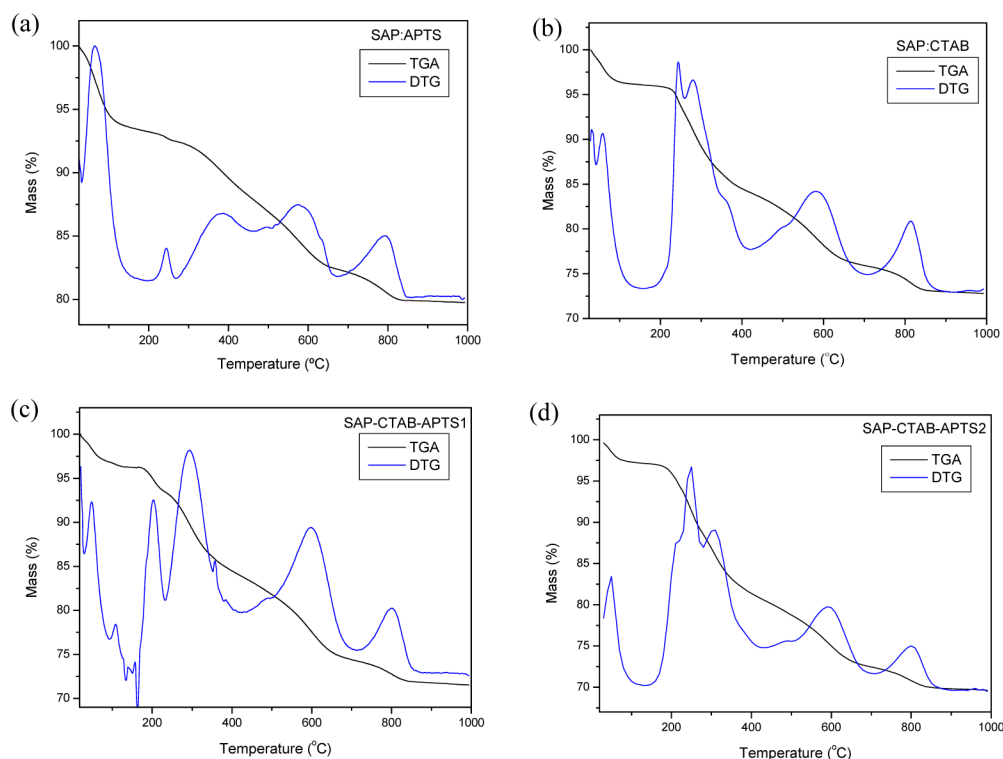 (a)
SAP:APTS
TGA
DTG
100
95
90
85
80
Mass (%)
200 400 600 800 1000
Temperature (ºC)
(b)
SAP:CTAB
TGA
DTG
100
95
90
85
80
75
70
Mass (%)
200 400 600 800 1000
Temperature (°C)
(c)
SAP-CTAB-APTS1
TGA
DTG
100
95
90
85
80
75
70
Mass (%)
200 400 600 800 1000
Temperature (°C)
(d)
SAP-CTAB-APTS2
TGA
DTG
100
95
90
85
80
75
70
Mass (%)
200 400 600 800 1000
Temperature (°C)